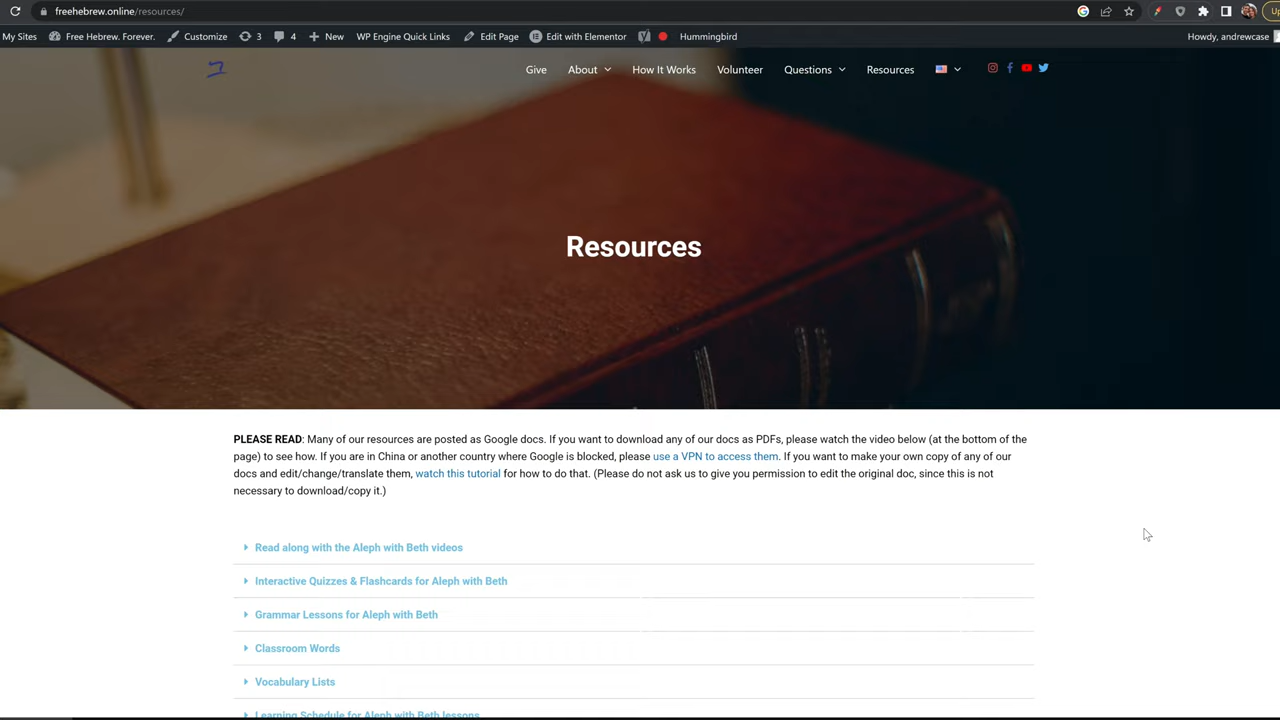 freehebrew.online/resources/
My Sites Free Hebrew. Forever. Customize 3 4 New WP Engine Quick Links Edit Page Edit with Elementor Hummingbird Howdy, andrewcase
Give About How It Works Volunteer Questions Resources
Resources
PLEASE READ: Many of our resources are posted as Google docs. If you want to download any of our docs as PDFs, please watch the video below (at the bottom of the
page) to see how. If you are in China or another country where Google is blocked, please use a VPN to access them. If you want to make your own copy of any of our
docs and edit/change/translate them, watch this tutorial for how to do that. (Please do not ask us to give you permission to edit the original doc, since this is not
necessary to download/copy it.)
Read along with the Aleph with Beth videos
Interactive Quizzes & Flashcards for Aleph with Beth
Grammar Lessons for Aleph with Beth
Classroom Words
Vocabulary Lists
Learning Schedule for Aleph with Beth lessons